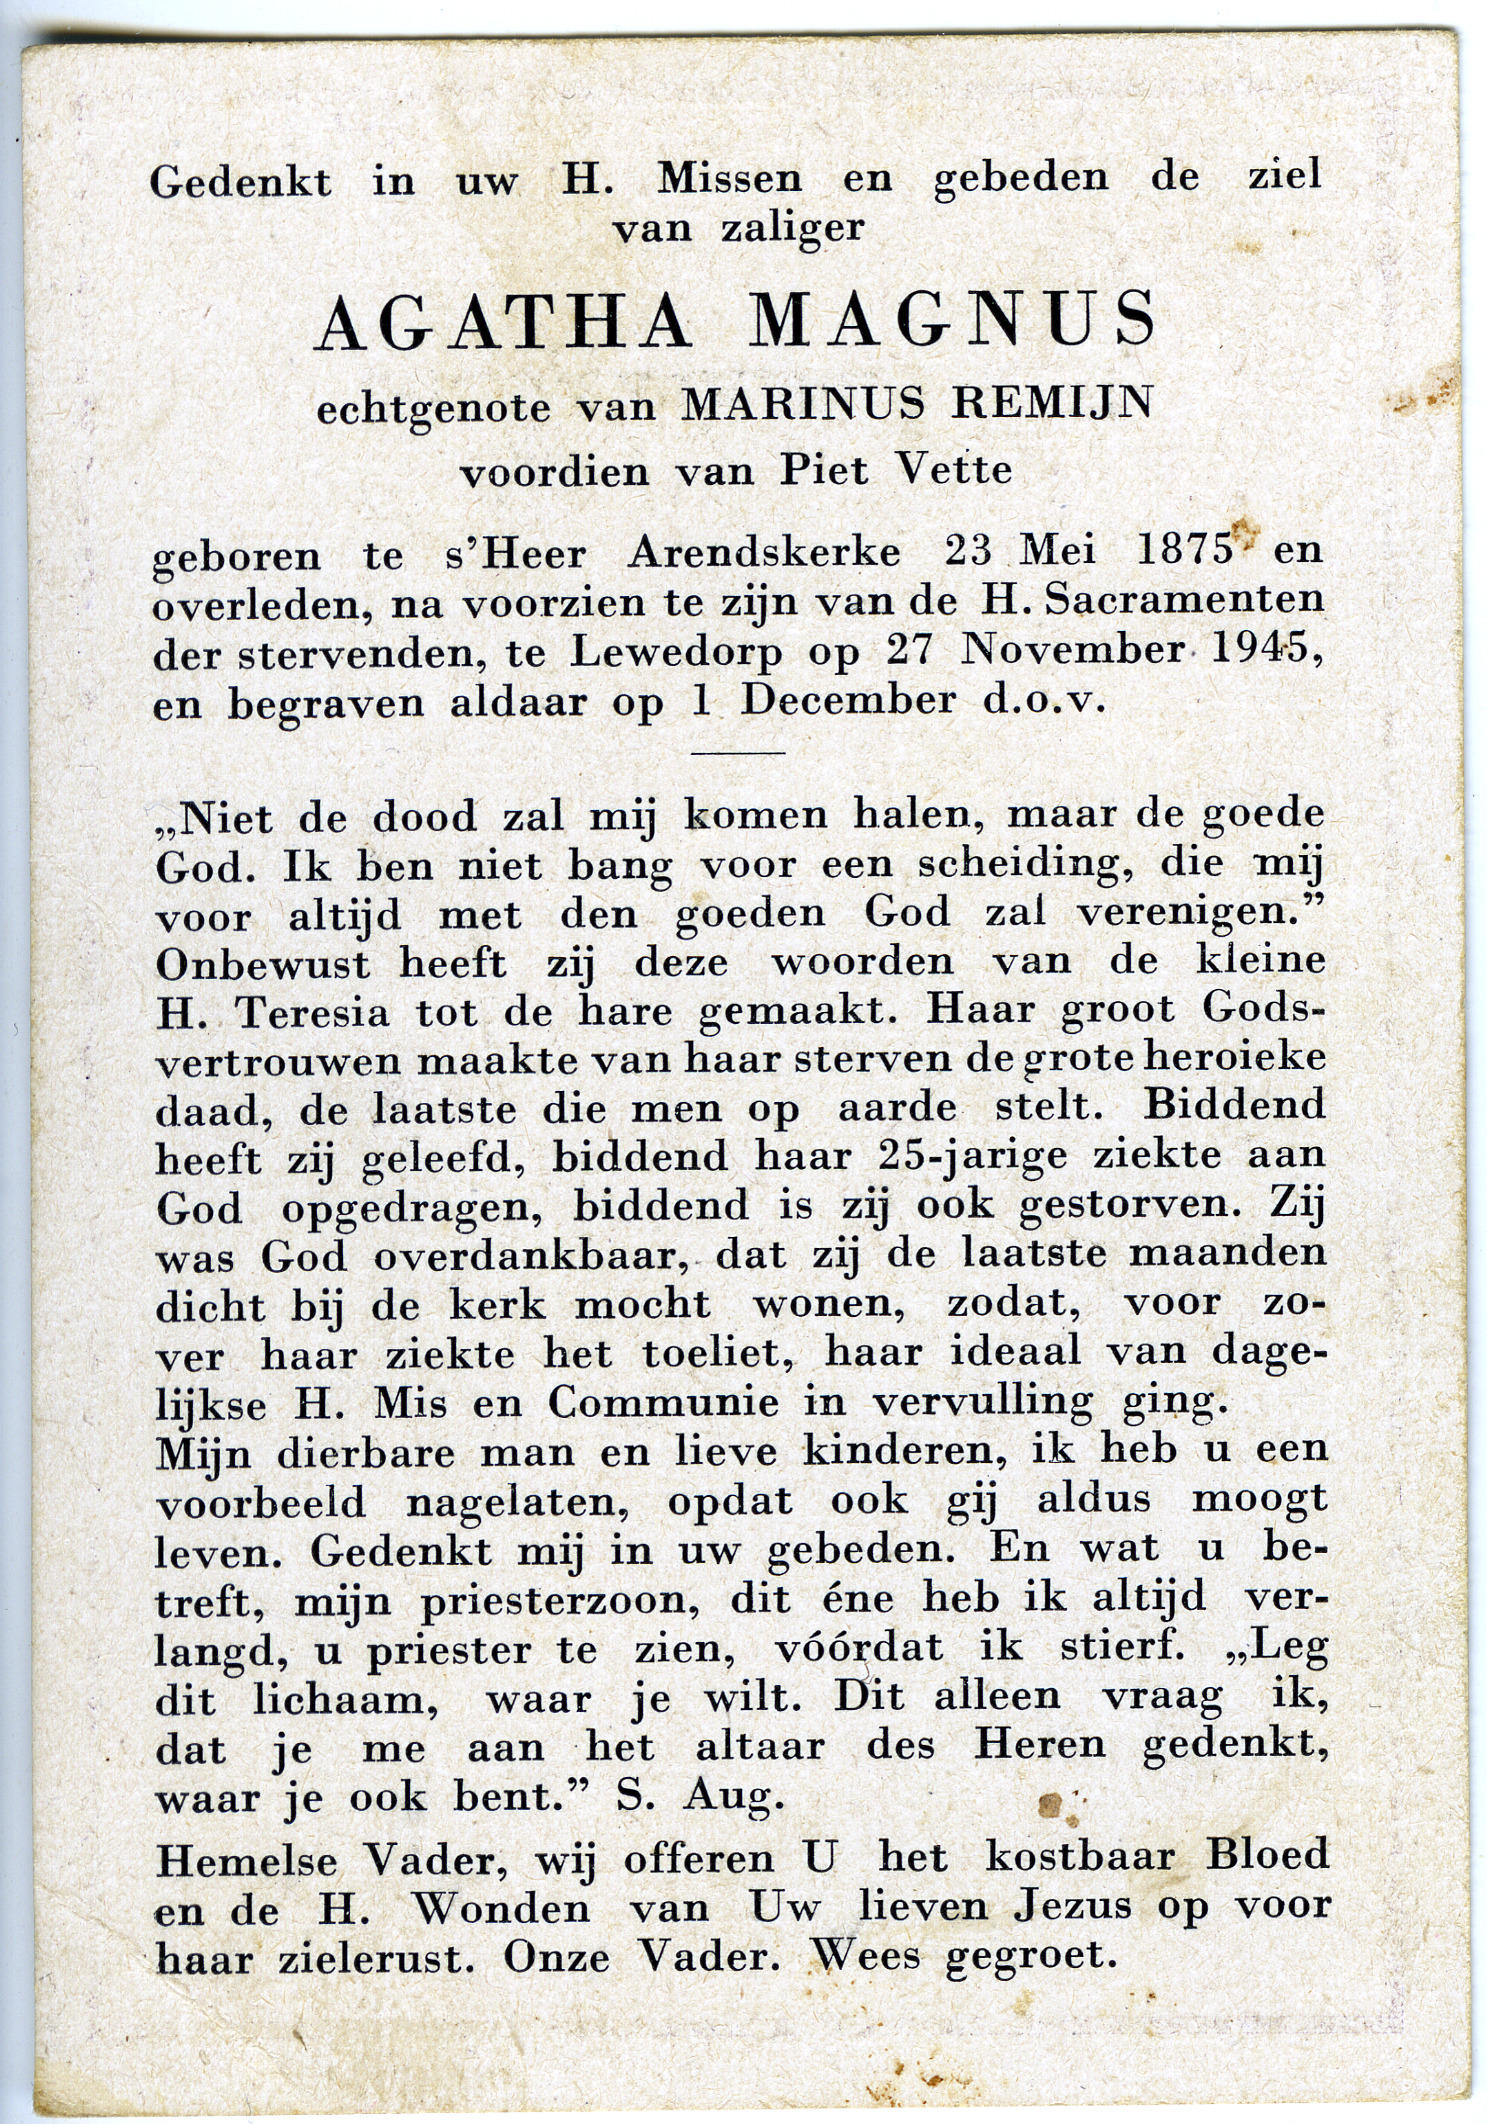 Gedenkt in uw H. Missen en gebeden de ziel
van zaliger
AGATHA MAGNUS
echtgenote van MARINUS REMIJN
voordien van Piet Vette
geboren te s'Heer Arendskerke 23 Mei 1875 en
overleden, na voorzien te zijn van de H. Sacramenten
der stervenden, te Lewedorp op 27 November 1945,
en begraven aldaar op 1 December d.o.v.
„Niet de dood zal mij komen halen, maar de goede
God. Ik ben niet bang voor een scheiding, die mij
voor altijd met den goeden God zal verenigen.”
Onbewust heeft zij deze woorden van de kleine
H. Teresia tot de hare gemaakt. Haar groot Gods-
vertrouwen maakte van haar sterven de grote heroieke
daad, de laatste die men op aarde stelt. Biddend
heeft zij geleefd, biddend haar 25-jarige ziekte aan
God opgedragen, biddend is zij ook gestorven. Zij
was God overdankbaar, dat zij de laatste maanden
dicht bij de kerk mocht wonen, zodat, voor zo-
ver haar ziekte het toeliet, haar ideaal van dage-
lijkse H. Mis en Communie in vervulling ging.
Mijn dierbare man en lieve kinderen, ik heb u een
voorbeeld nagelaten, opdat ook gij aldus moogt
leven. Gedenkt mij in uw gebeden. En wat u be-
treft, mijn priesterzoon, dit éne heb ik altijd ver-
langd, u priester te zien, vóórdat ik stierf. „Leg
dit lichaam, waar je wilt. Dit alleen vraag ik,
dat je me aan het altaar des Heren gedenkt,
waar je ook bent.” S. Aug.
Hemelse Vader, wij offeren U het kostbaar Bloed
en de H. Wonden van Uw lieven Jezus op voor
haar zielerust. Onze Vader. Wees gegroet.